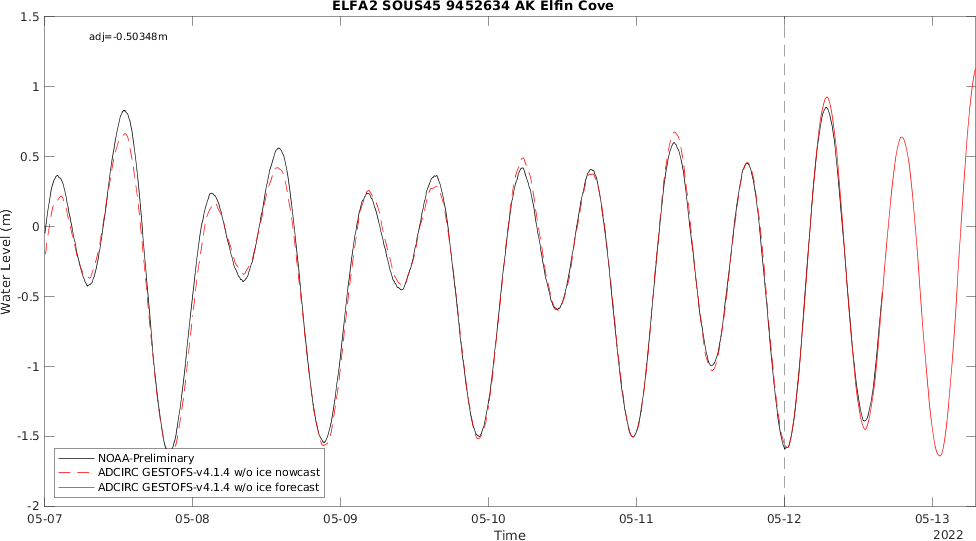 ELFA2 SOUS45 9452634 AK Elfin Cove
adj=-0.50348m
1.5
1
0.5
0
-0.5
-1
-1.5
-2
Water Level (m)
NOAA-Preliminary
ADCIRC GESTOFS-v4.1.4 w/o ice nowcast
ADCIRC GESTOFS-v4.1.4 w/o ice forecast
05-07 05-08 05-09 05-10 05-11 05-12 05-13
Time
2022